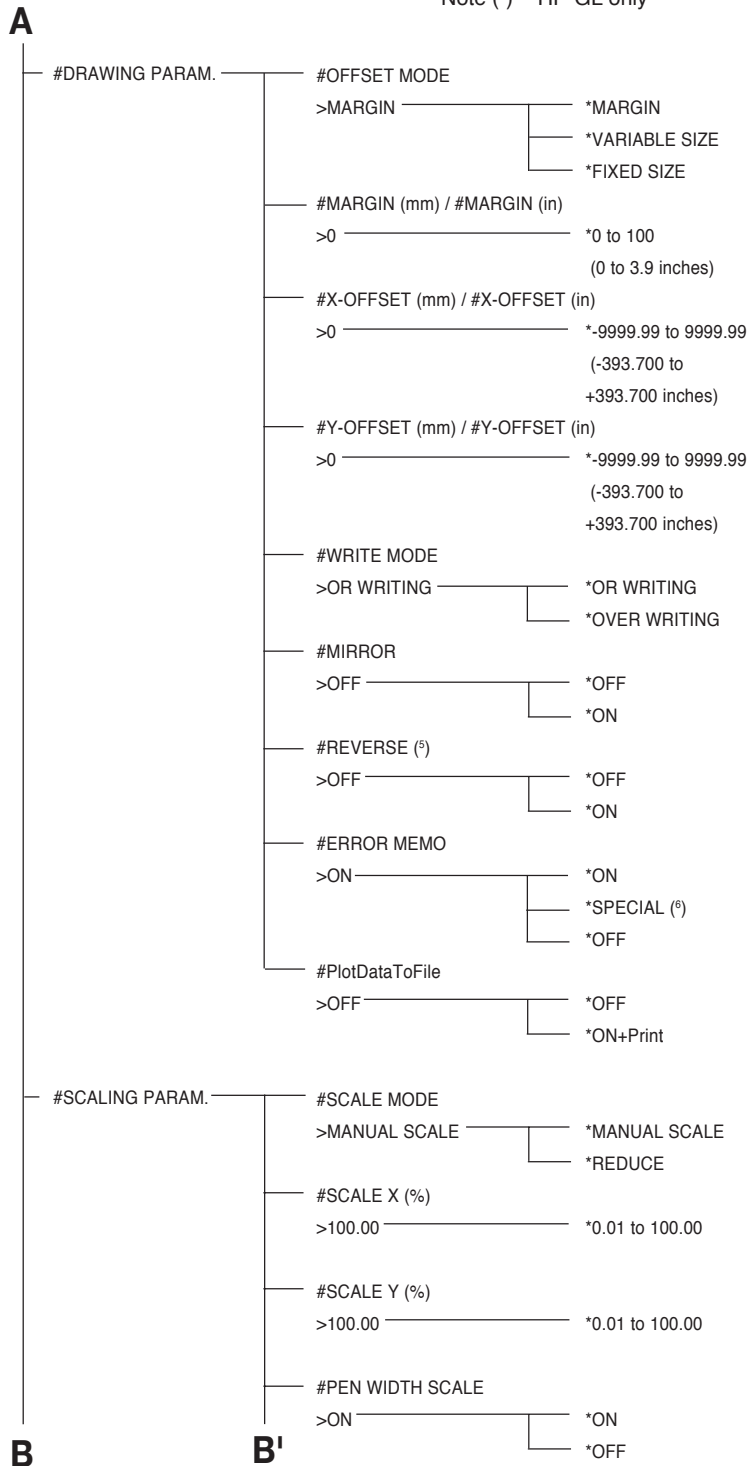 Note ( ) HP-GL only
A
#DRAWING PARAM.
#OFFSET MODE
>MARGIN
*MARGIN
*VARIABLE SIZE
*FIXED SIZE
#MARGIN (mm) / #MARGIN (in)
>0
*0 to 100
(0 to 3.9 inches)
#X-OFFSET (mm) / #X-OFFSET (in)
>0
*-9999.99 to 9999.99
(-393.700 to
+393.700 inches)
#Y-OFFSET (mm) / #Y-OFFSET (in)
>0
*-9999.99 to 9999.99
(-393.700 to
+393.700 inches)
#WRITE MODE
>OR WRITING
*OR WRITING
*OVER WRITING
#MIRROR
>OFF
*OFF
*ON
#REVERSE (⁵)
>OFF
*OFF
*ON
#ERROR MEMO
>ON
*ON
*SPECIAL (⁶)
*OFF
#PlotDataToFile
>OFF
*OFF
*ON+Print
#SCALING PARAM.
#SCALE MODE
>MANUAL SCALE
*MANUAL SCALE
*REDUCE
#SCALE X (%)
>100.00
*0.01 to 100.00
#SCALE Y (%)
>100.00
*0.01 to 100.00
#PEN WIDTH SCALE
>ON
*ON
*OFF
B
B'